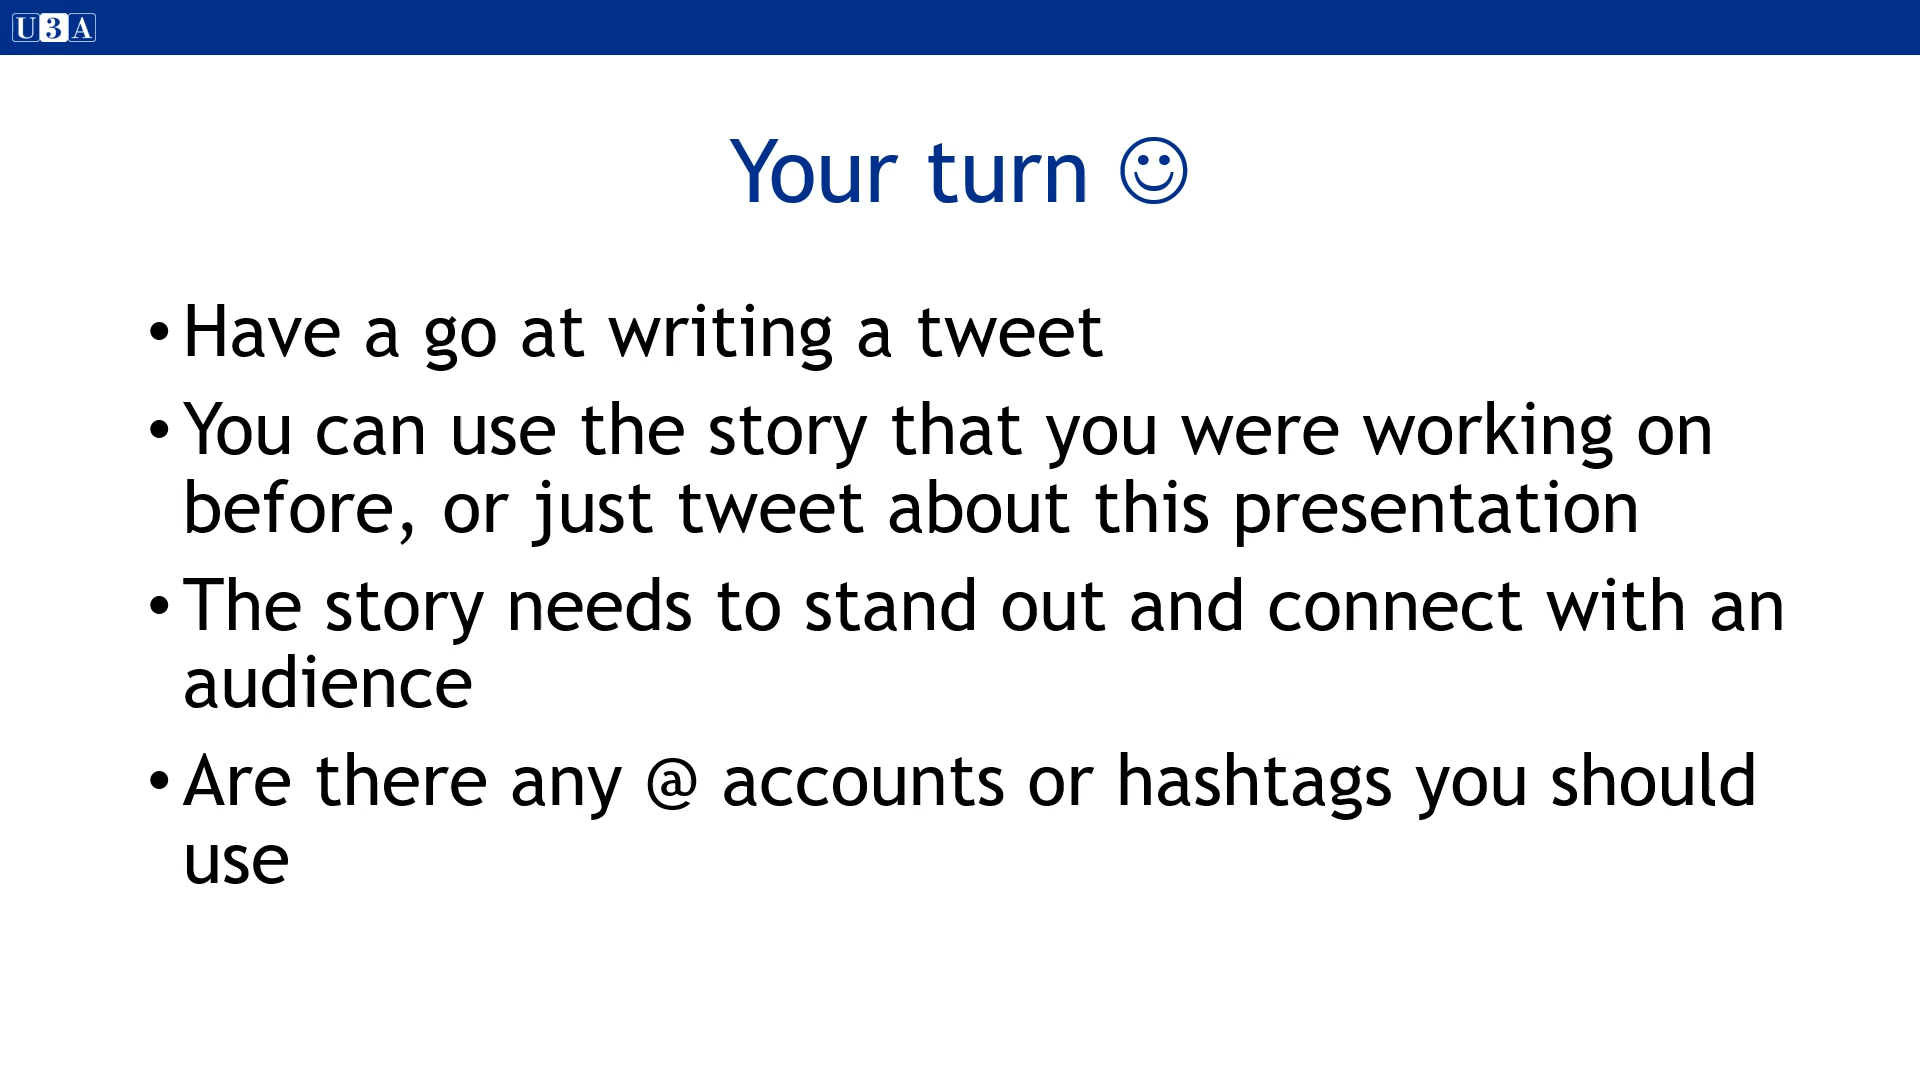 U3A
Your turn ☺
• Have a go at writing a tweet
• You can use the story that you were working on
before, or just tweet about this presentation
• The story needs to stand out and connect with an
audience
• Are there any @ accounts or hashtags you should
use